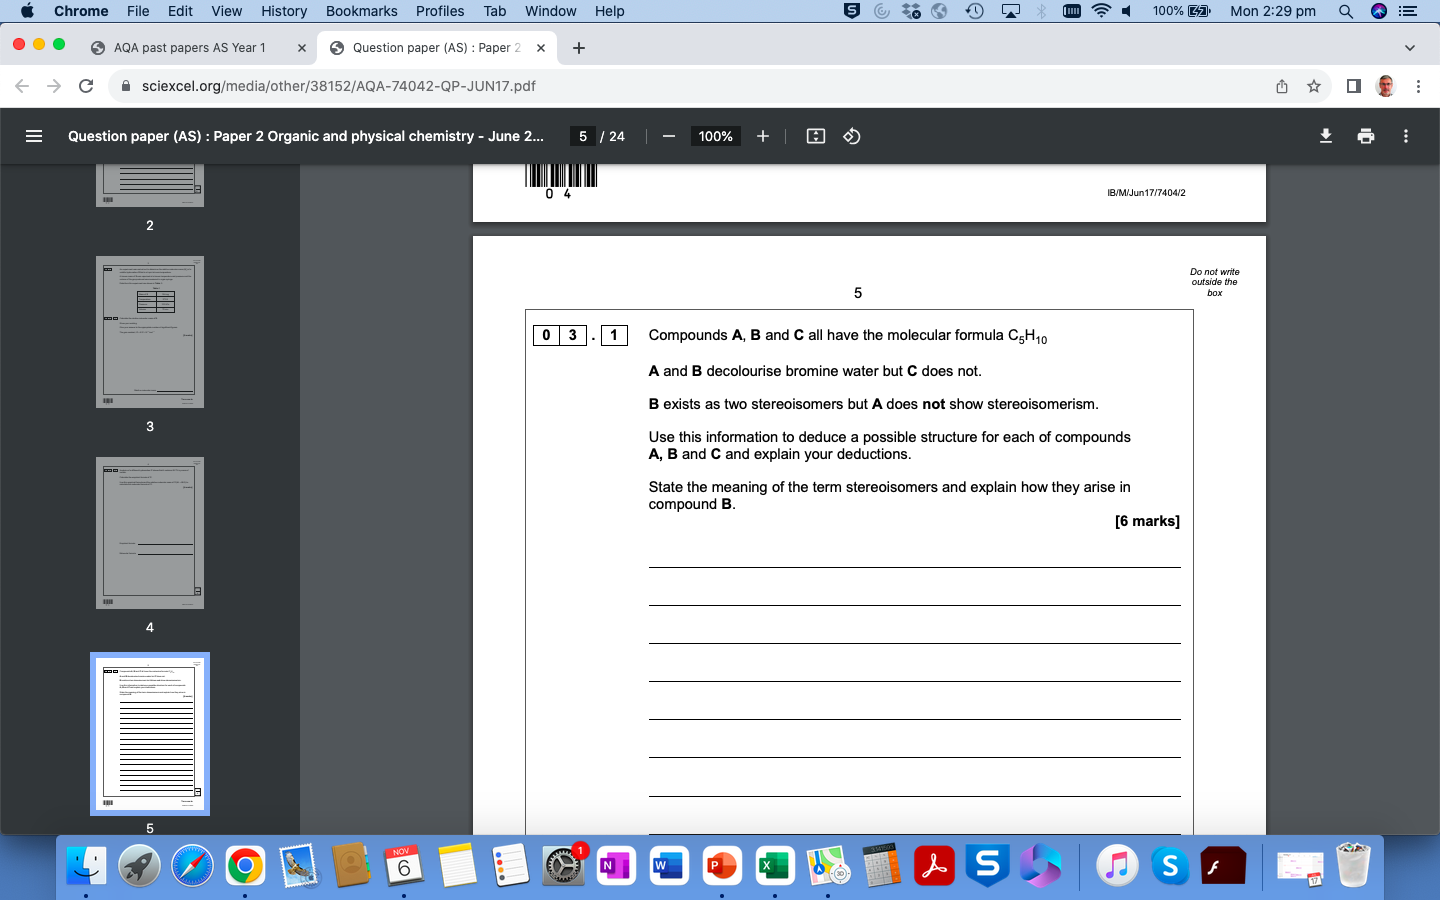 Chrome File Edit View History Bookmarks Profiles Tab Window Help 100% Mon 2:29 pm
AQA past papers AS Year 1
Question paper (AS) : Paper 2
sciexcel.org/media/other/38152/AQA-74042-QP-JUN17.pdf
Question paper (AS) : Paper 2 Organic and physical chemistry - June 2... 5 / 24 100%
2
3
4
5
0 4
IB/M/Jun17/7404/2
Do not write
outside the
box
5
0 3 . 1 Compounds A, B and C all have the molecular formula C₅H₁₀
A and B decolourise bromine water but C does not.
B exists as two stereoisomers but A does not show stereoisomerism.
Use this information to deduce a possible structure for each of compounds
A, B and C and explain your deductions.
State the meaning of the term stereoisomers and explain how they arise in
compound B.
[6 marks]
NOV
6
1
N
W
P
X
3D
S
S
f
17